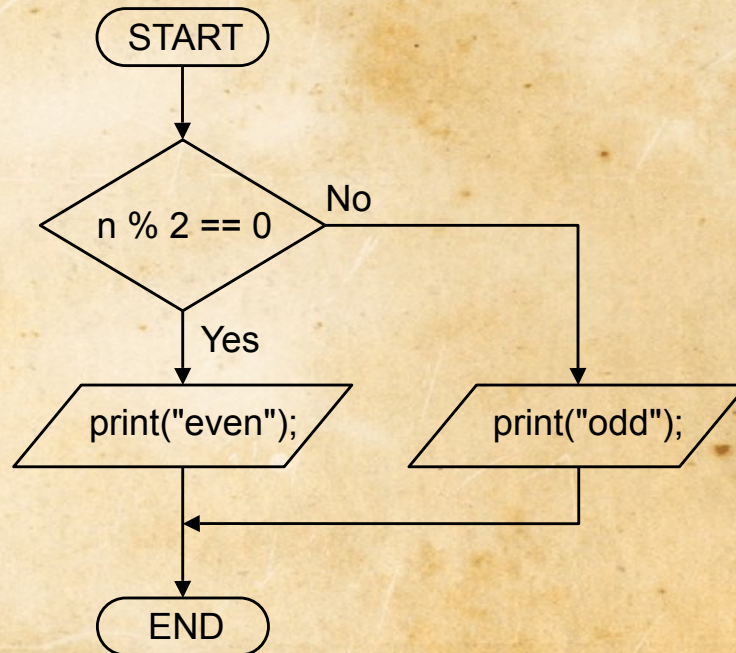 START
n % 2 == 0
No
Yes
print("even");
print("odd");
END